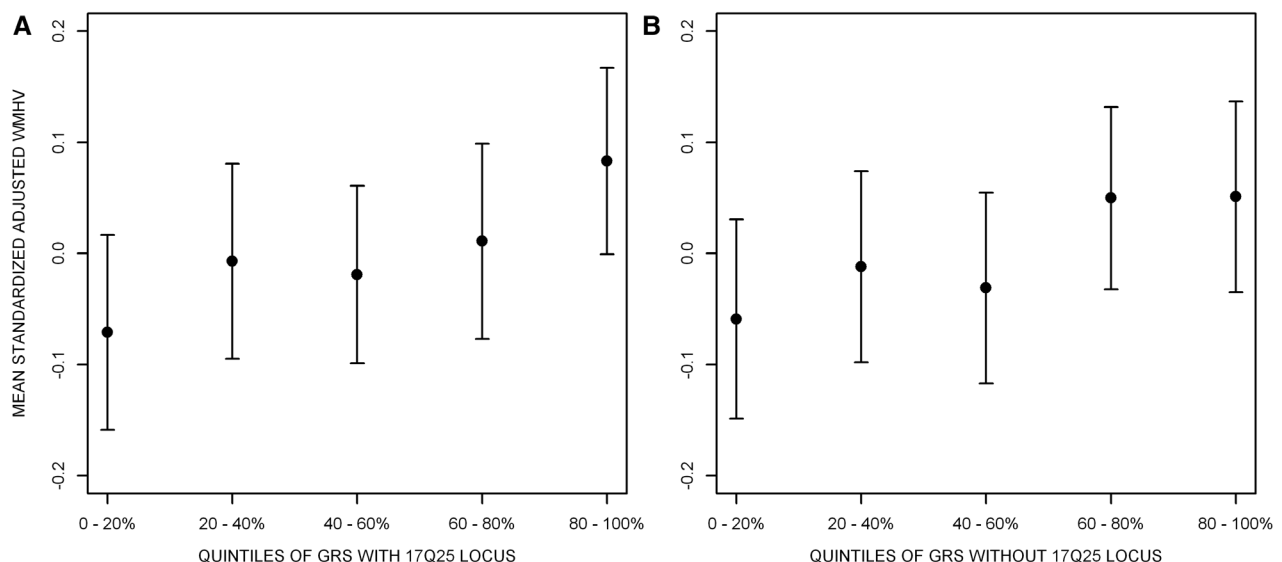 A
MEAN STANDARDIZED ADJUSTED WMHV
0.2
0.1
0.0
-0.1
-0.2
0 - 20% 20 - 40% 40 - 60% 60 - 80% 80 - 100%
QUINTILES OF GRS WITH 17Q25 LOCUS
B
0.2
0.1
0.0
-0.1
-0.2
0 - 20% 20 - 40% 40 - 60% 60 - 80% 80 - 100%
QUINTILES OF GRS WITHOUT 17Q25 LOCUS